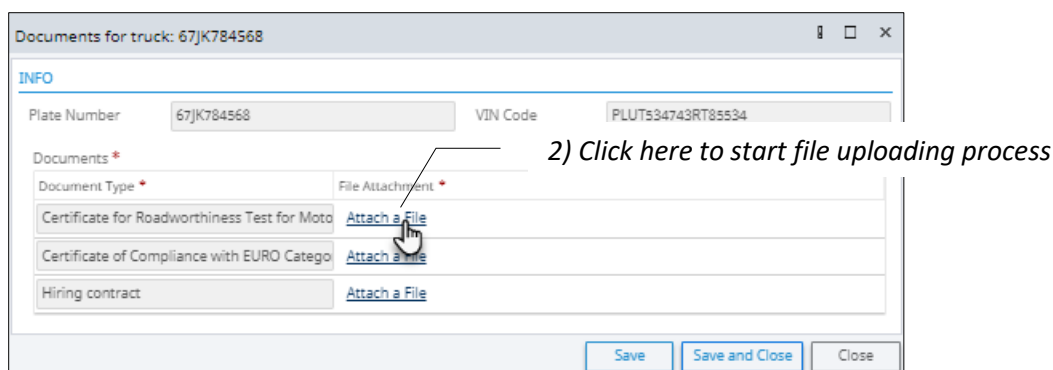 Documents for truck: 67JK784568
INFO
Plate Number 67JK784568 VIN Code PLUT534743RT85534
2) Click here to start file uploading process
Documents *
Document Type * File Attachment *
Certificate for Roadworthiness Test for Moto Attach a File
Certificate of Compliance with EURO Catego Attach a File
Hiring contract Attach a File
Save Save and Close Close